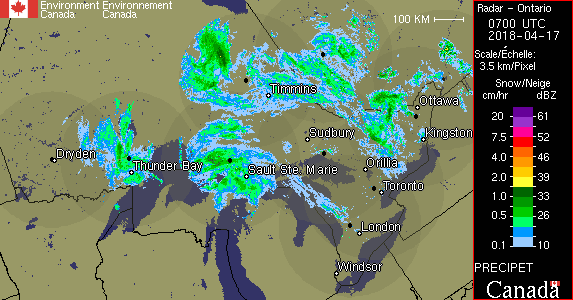 Environment Environnement
Canada Canada
100 KM
Timmins
Ottawa
Sudbury
Kingston
Dryden
Thunder Bay
Sault Ste. Marie
Orillia
Toronto
London
Windsor
Radar - Ontario
0700 UTC
2018-04-17
Scale/Échelle:
3.5 km/Pixel
Snow/Neige
cm/hr dBZ
20 61
7.5 52
4.0 46
2.0 39
1.0 33
0.5 26
0.1 10
PRECIPET
Canada